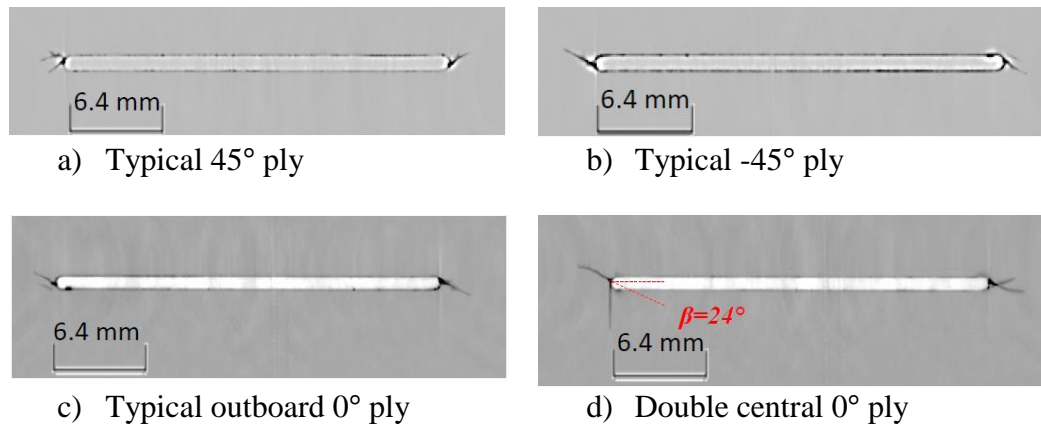 6.4 mm
6.4 mm
a) Typical 45° ply
b) Typical -45° ply
β=24°
6.4 mm
6.4 mm
c) Typical outboard 0° ply
d) Double central 0° ply